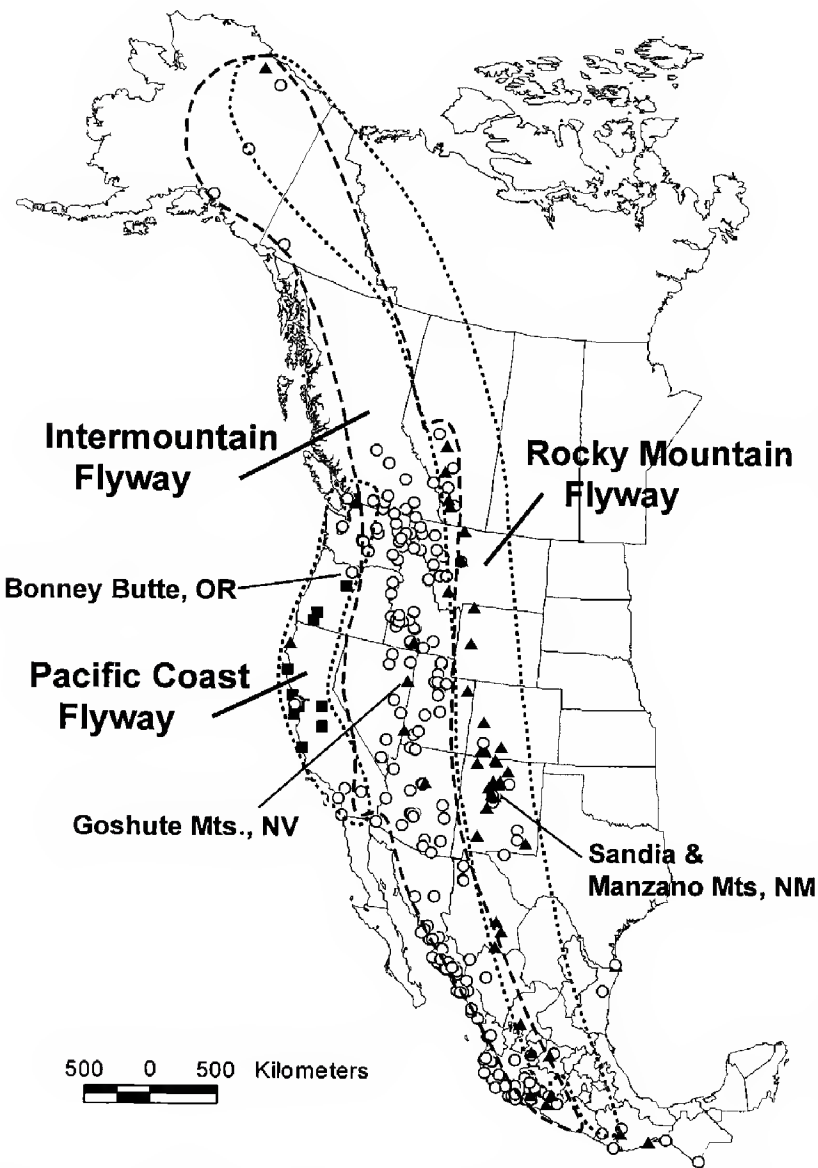 Intermountain
Flyway
Rocky Mountain
Flyway
Bonney Butte, OR
Pacific Coast
Flyway
Goshute Mts., NV
Sandia &
Manzano Mts, NM
500 0 500 Kilometers